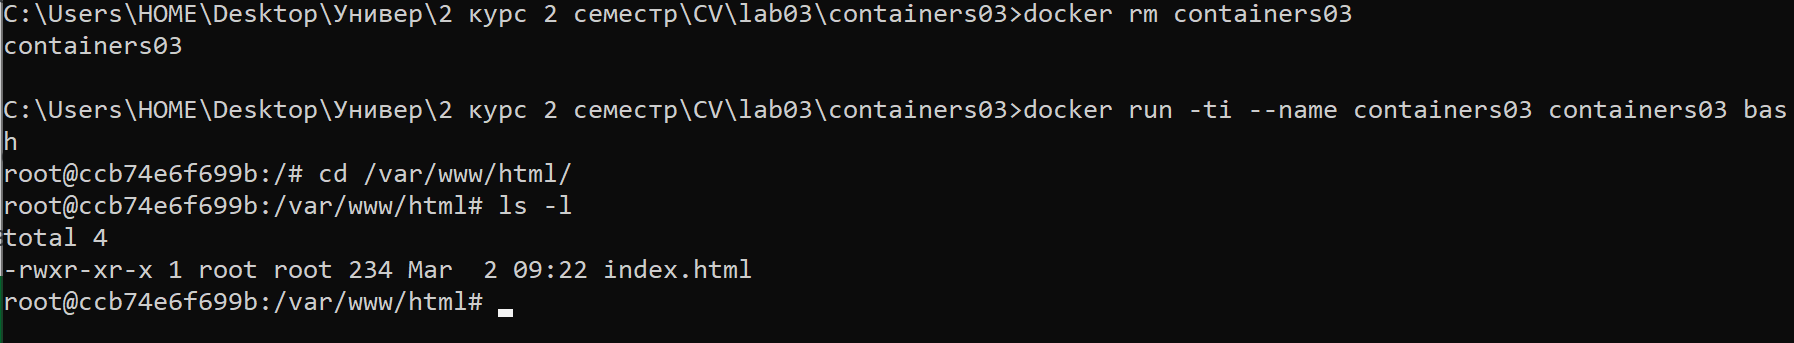 C:\Users\HOME\Desktop\Универ\2 курс 2 семестр\CV\lab03\containers03>docker rm containers03
containers03
C:\Users\HOME\Desktop\Универ\2 курс 2 семестр\CV\lab03\containers03>docker run -ti --name containers03 containers03 bas
h
root@ccb74e6f699b:/# cd /var/www/html/
root@ccb74e6f699b:/var/www/html# ls -l
total 4
-rwxr-xr-x 1 root root 234 Mar  2 09:22 index.html
root@ccb74e6f699b:/var/www/html#